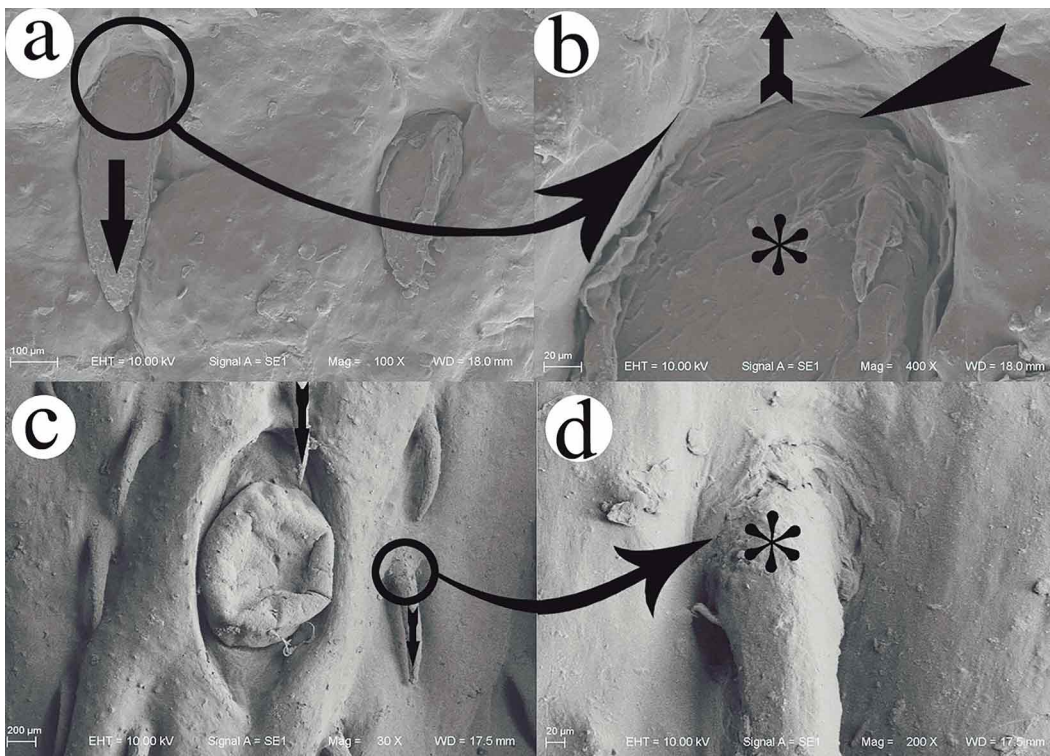 a
b
100 µm
EHT = 10.00 kV Signal A = SE1 Mag = 100 X WD = 18.0 mm
20 µm
EHT = 10.00 kV Signal A = SE1 Mag = 400 X WD = 18.0 mm
c
d
200 µm
EHT = 10.00 kV Signal A = SE1 Mag = 30 X WD = 17.5 mm
20 µm
EHT = 10.00 kV Signal A = SE1 Mag = 200 X WD = 17.5 mm